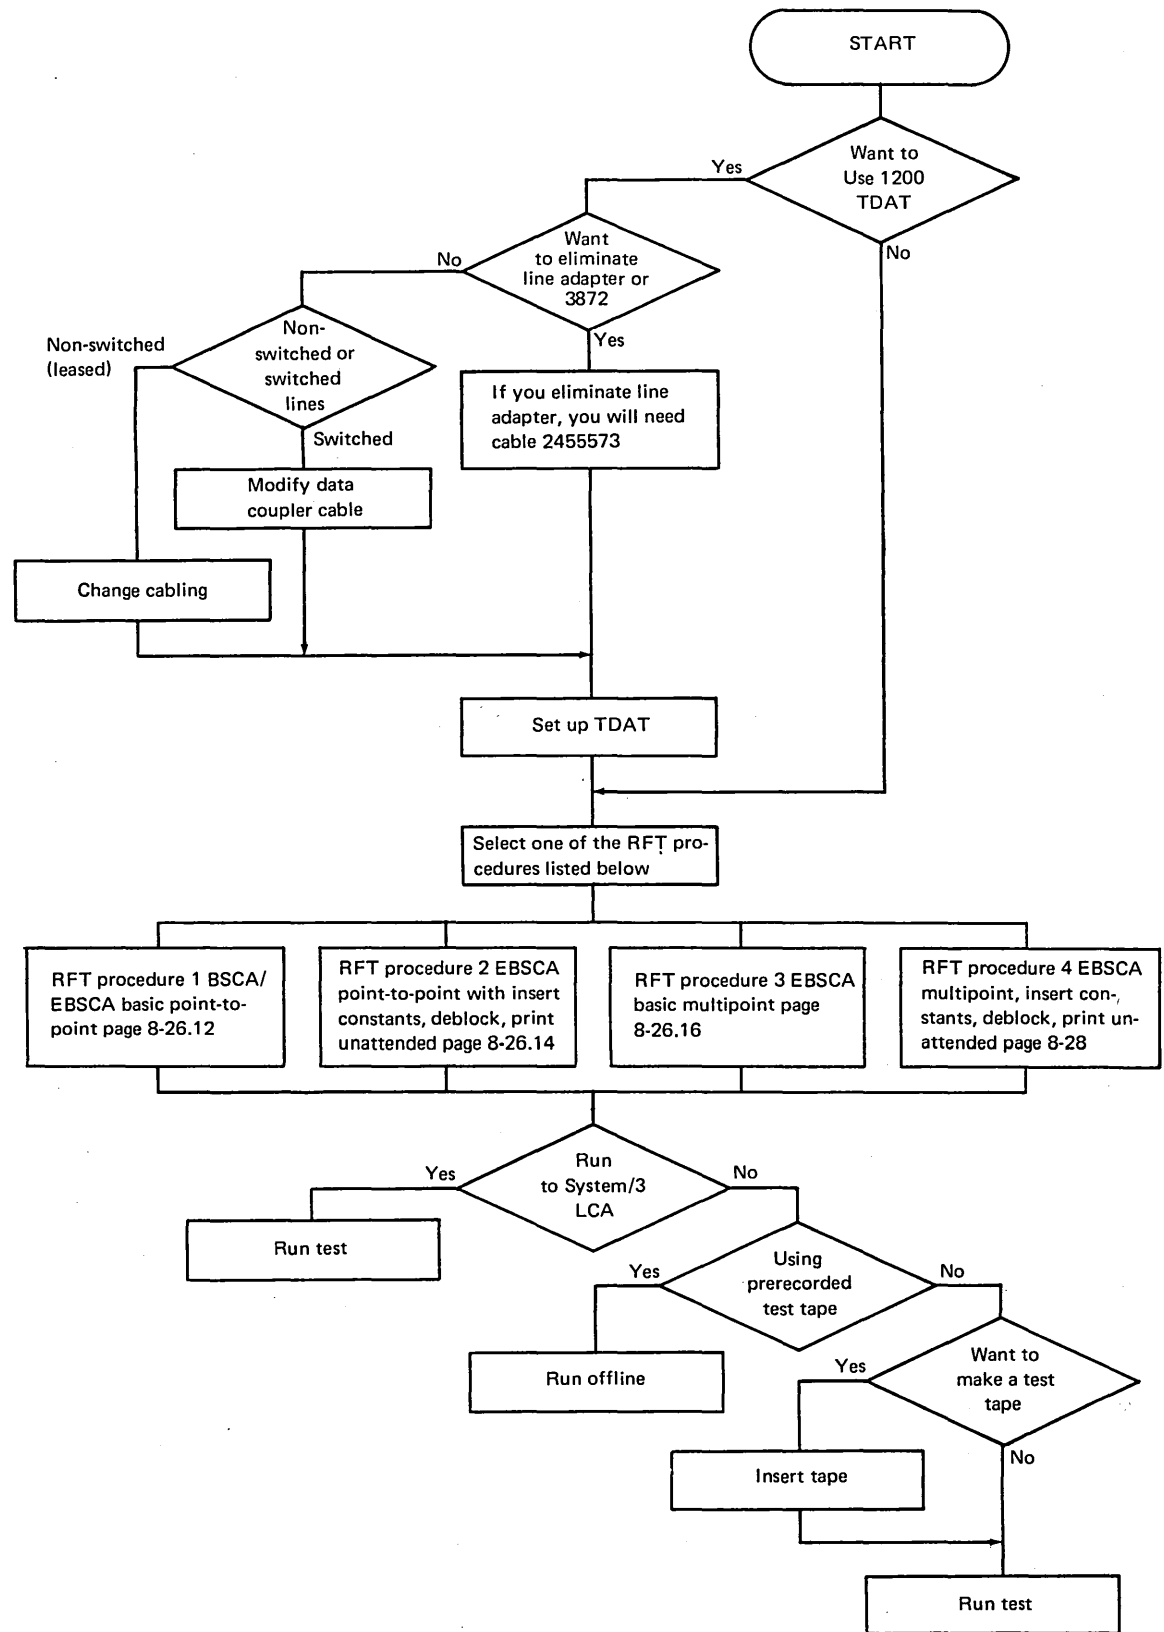 START
Want to
Use 1200
TDAT
Yes
No
Want
to eliminate
line adapter or
3872
No
Yes
Non-
switched or
switched
lines
Non-switched
(leased)
Switched
If you eliminate line
adapter, you will need
cable 2455573
Modify data
coupler cable
Change cabling
Set up TDAT
Select one of the RFT pro-
cedures listed below
RFT procedure 1 BSCA/
EBSCA basic point-to-
point page 8-26.12
RFT procedure 2 EBSCA
point-to-point with insert
constants, deblock, print
unattended page 8-26.14
RFT procedure 3 EBSCA
basic multipoint page
8-26.16
RFT procedure 4 EBSCA
multipoint, insert con-,
stants, deblock, print un-
attended page 8-28
Run
to System/3
LCA
Yes
No
Run test
Using
prerecorded
test tape
Yes
No
Run offline
Want to
make a test
tape
Yes
No
Insert tape
Run test